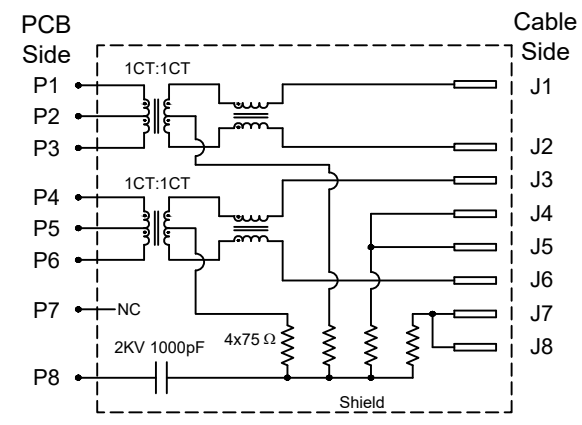 PCB
Side
Cable
Side
1CT:1CT
P1
P2
P3
J1
J2
J3
1CT:1CT
P4
P5
P6
J4
J5
J6
P7
NC
J7
2KV 1000pF
4x75 Ω
J8
P8
Shield